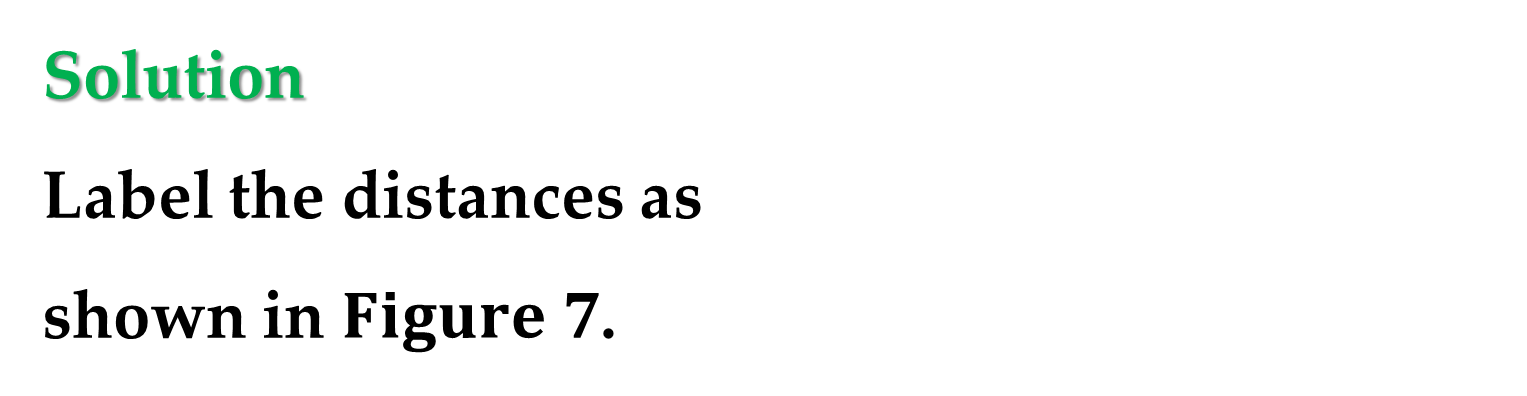 Solution
Label the distances as
shown in Figure 7.